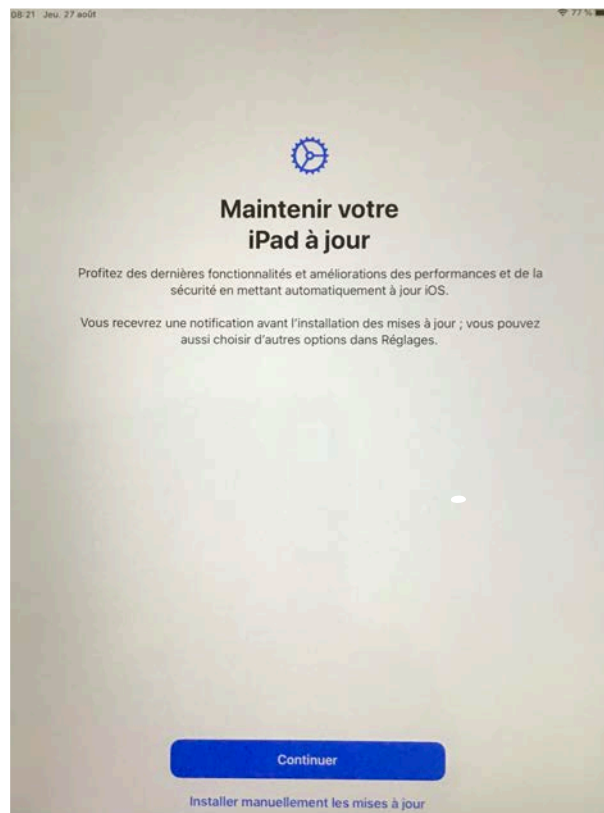 08:21 Jeu. 27 août 77 %
Maintenir votre
iPad à jour
Profitez des dernières fonctionnalités et améliorations des performances et de la
sécurité en mettant automatiquement à jour iOS.
Vous recevrez une notification avant l'installation des mises à jour ; vous pouvez
aussi choisir d'autres options dans Réglages.
Continuer
Installer manuellement les mises à jour